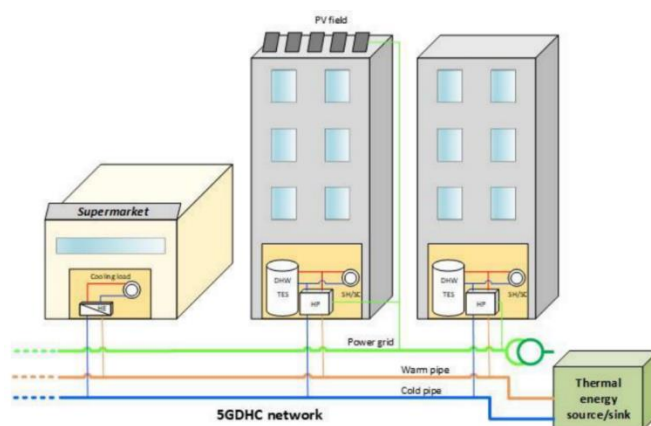 PV field
Supermarket
Cooling load
HE
DHW
TES
HP
SH/SC
DHW
TES
HP
SH/SC
Power grid
Warm pipe
Cold pipe
5GDHC network
Thermal
energy
source/sink